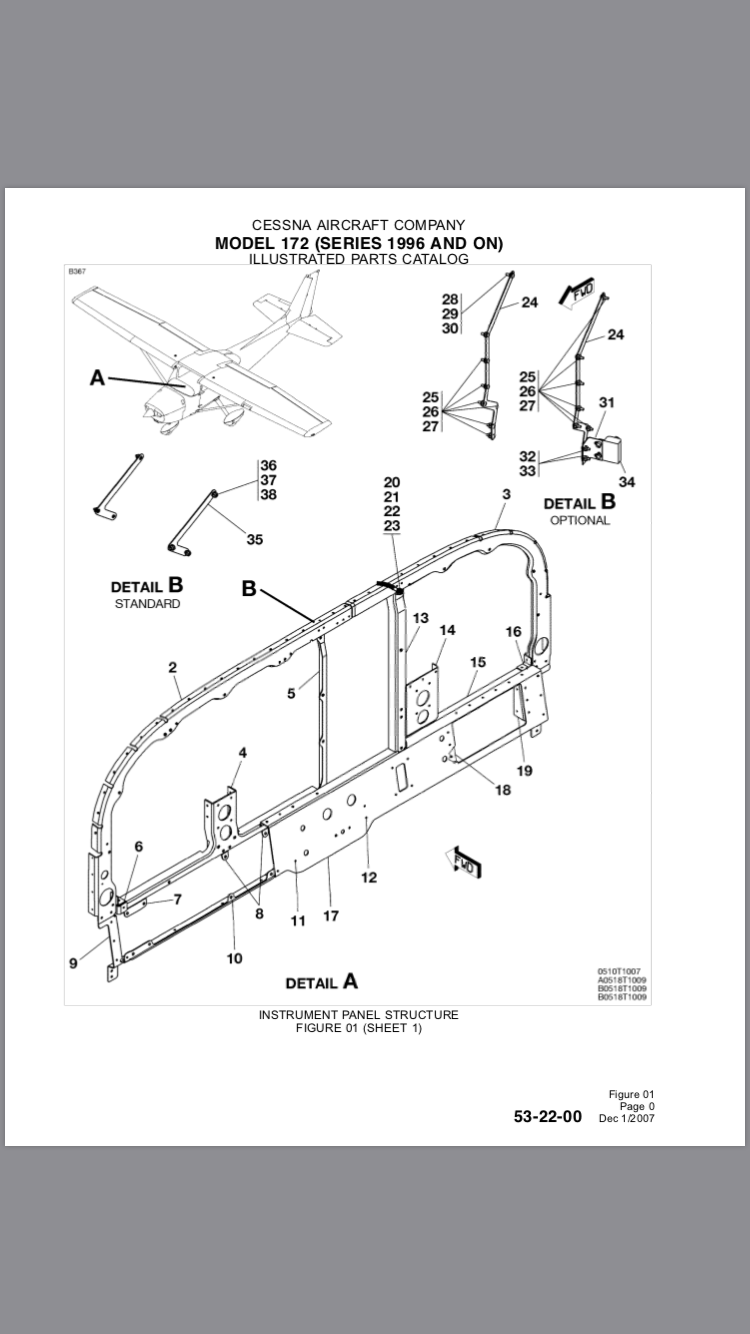 CESSNA AIRCRAFT COMPANY
MODEL 172 (SERIES 1996 AND ON)
ILLUSTRATED PARTS CATALOG
B367
A
28
29
30
24
FWD
24
25
26
27
25
26
27
31
32
33
34
DETAIL B
OPTIONAL
36
37
38
35
DETAIL B
STANDARD
20
21
22
23
3
B
13
14
16
2
15
5
4
19
18
6
12
7
8
11
17
9
10
FWD
DETAIL A
0510T1007
A0518T1009
B0518T1009
B0518T1009
INSTRUMENT PANEL STRUCTURE
FIGURE 01 (SHEET 1)
53-22-00
Figure 01
Page 0
Dec 1/2007